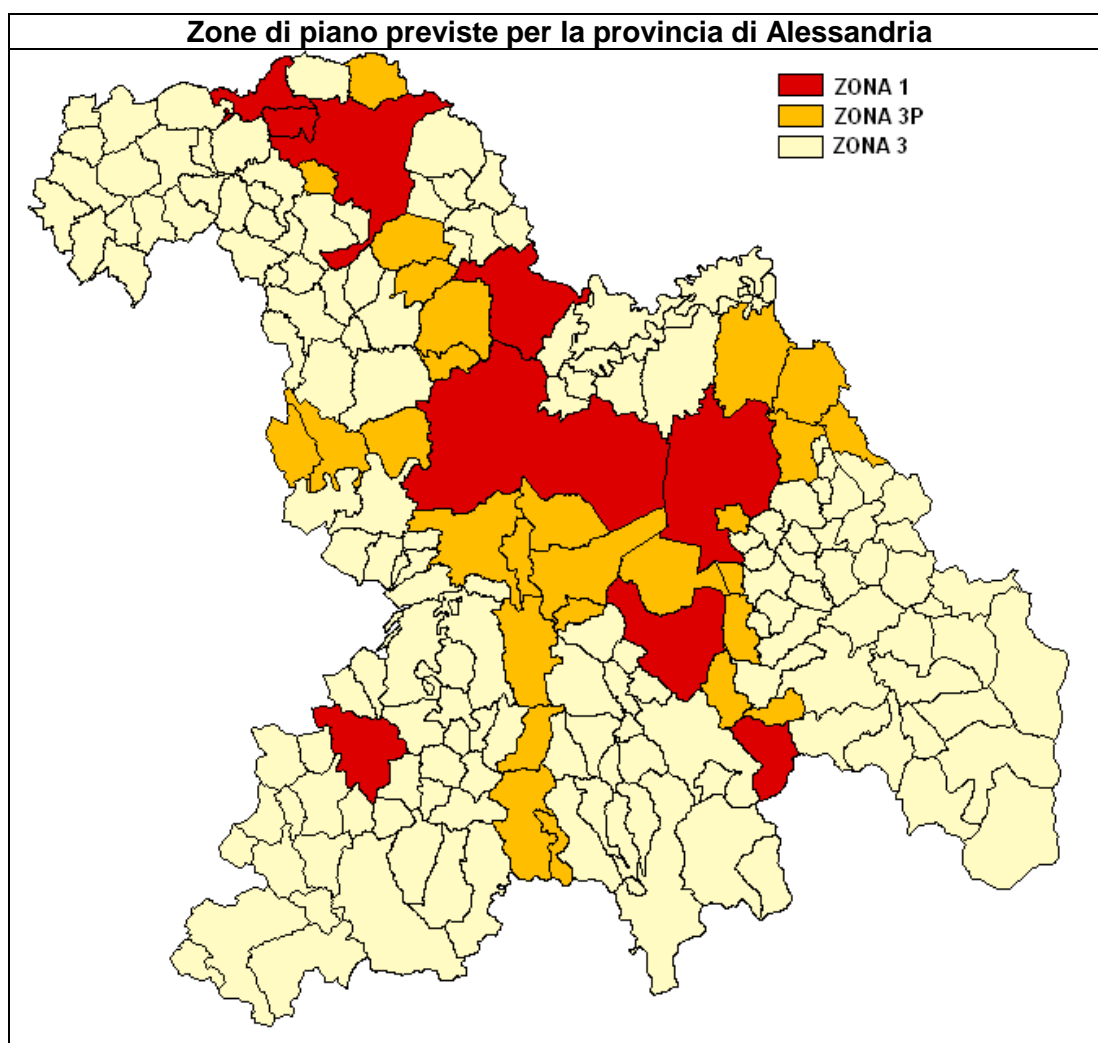 Zone di piano previste per la provincia di Alessandria
ZONA 1
ZONA 3P
ZONA 3